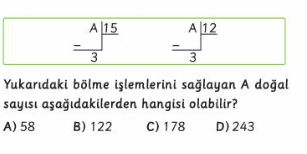 A 15 A 12
– –
3 3
Yukarıdaki bölme işlemlerini sağlayan A doğal
sayısı aşağıdakilerden hangisi olabilir?
A) 58 B) 122 C) 178 D) 243